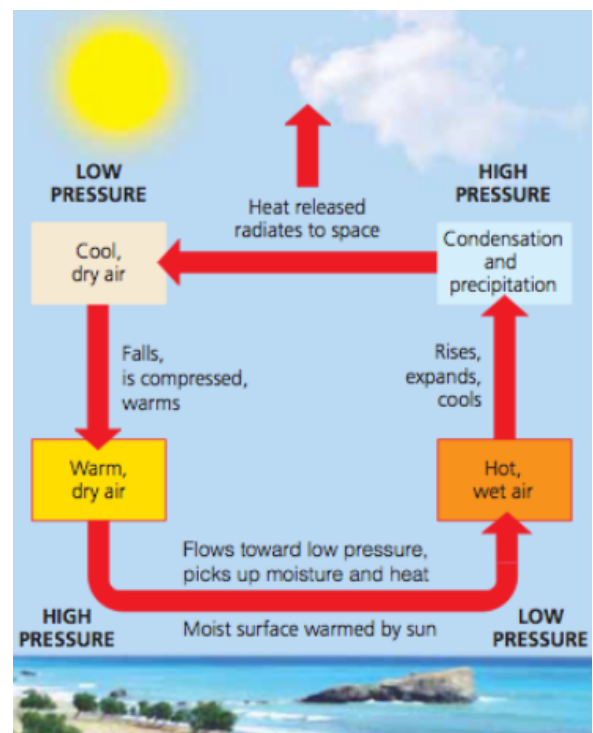 LOW
PRESSURE
HIGH
PRESSURE
Heat released
radiates to space
Cool,
dry air
Condensation
and
precipitation
Falls,
is compressed,
warms
Rises,
expands,
cools
Warm,
dry air
Hot,
wet air
Flows toward low pressure,
picks up moisture and heat
HIGH
PRESSURE
Moist surface warmed by sun
LOW
PRESSURE